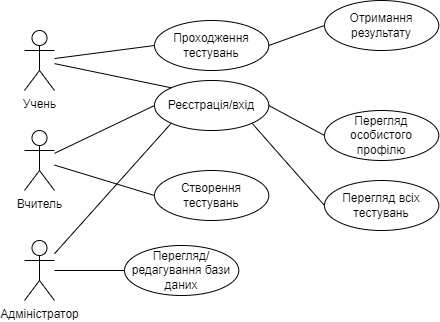 Отримання
результату
Проходження
тестувань
Учень
Реєстрація/вхід
Перегляд
особистого
профілю
Вчитель
Створення
тестувань
Перегляд всіх
тестувань
Перегляд/
редагування бази
даних
Адміністратор